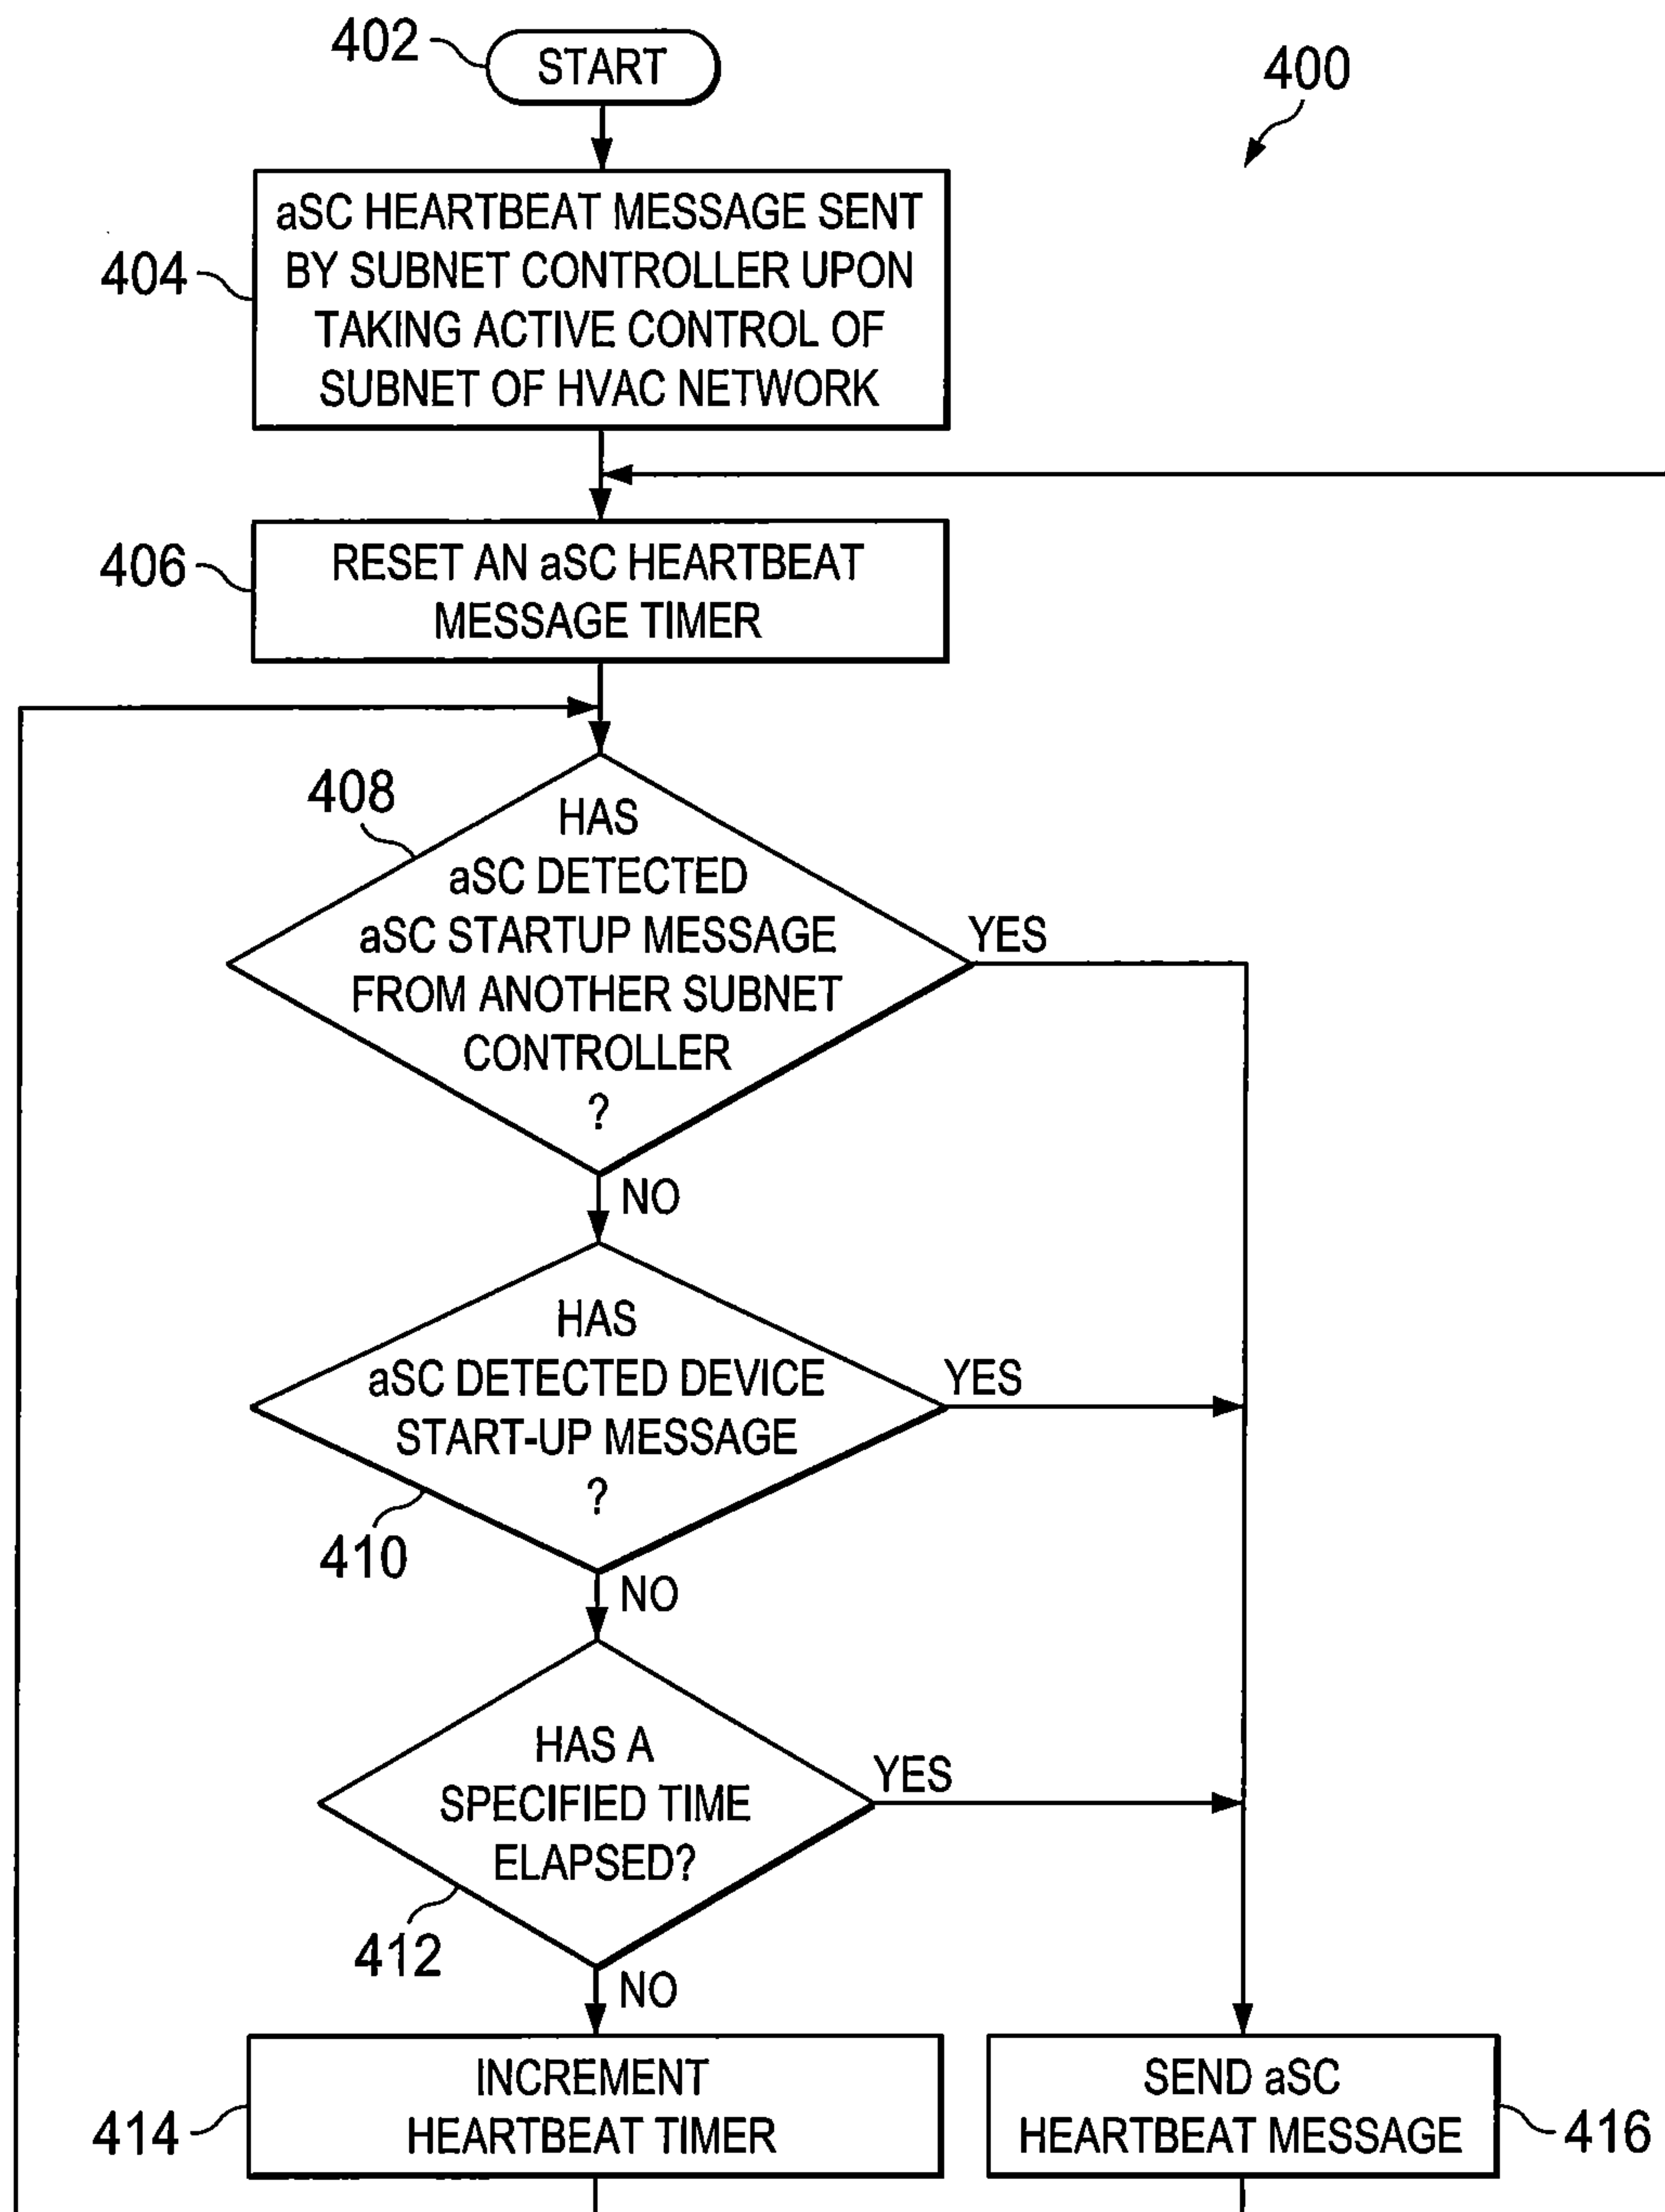 402
START
400
404
aSC HEARTBEAT MESSAGE SENT
BY SUBNET CONTROLLER UPON
TAKING ACTIVE CONTROL OF
SUBNET OF HVAC NETWORK
406
RESET AN aSC HEARTBEAT
MESSAGE TIMER
408
HAS
aSC DETECTED
aSC STARTUP MESSAGE
FROM ANOTHER SUBNET
CONTROLLER
?
YES
NO
HAS
aSC DETECTED DEVICE
START-UP MESSAGE
?
YES
410
NO
HAS A
SPECIFIED TIME
ELAPSED?
YES
412
NO
414
INCREMENT
HEARTBEAT TIMER
SEND aSC
HEARTBEAT MESSAGE
416